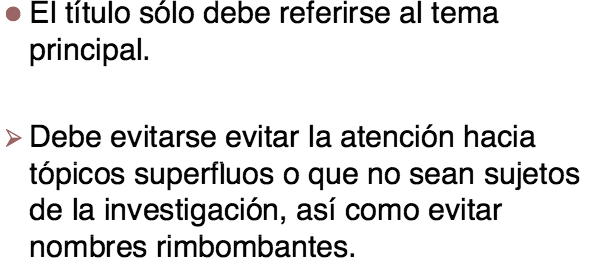 ● El título sólo debe referirse al tema
principal.
➢ Debe evitarse evitar la atención hacia
tópicos superfluos o que no sean sujetos
de la investigación, así como evitar
nombres rimbombantes.